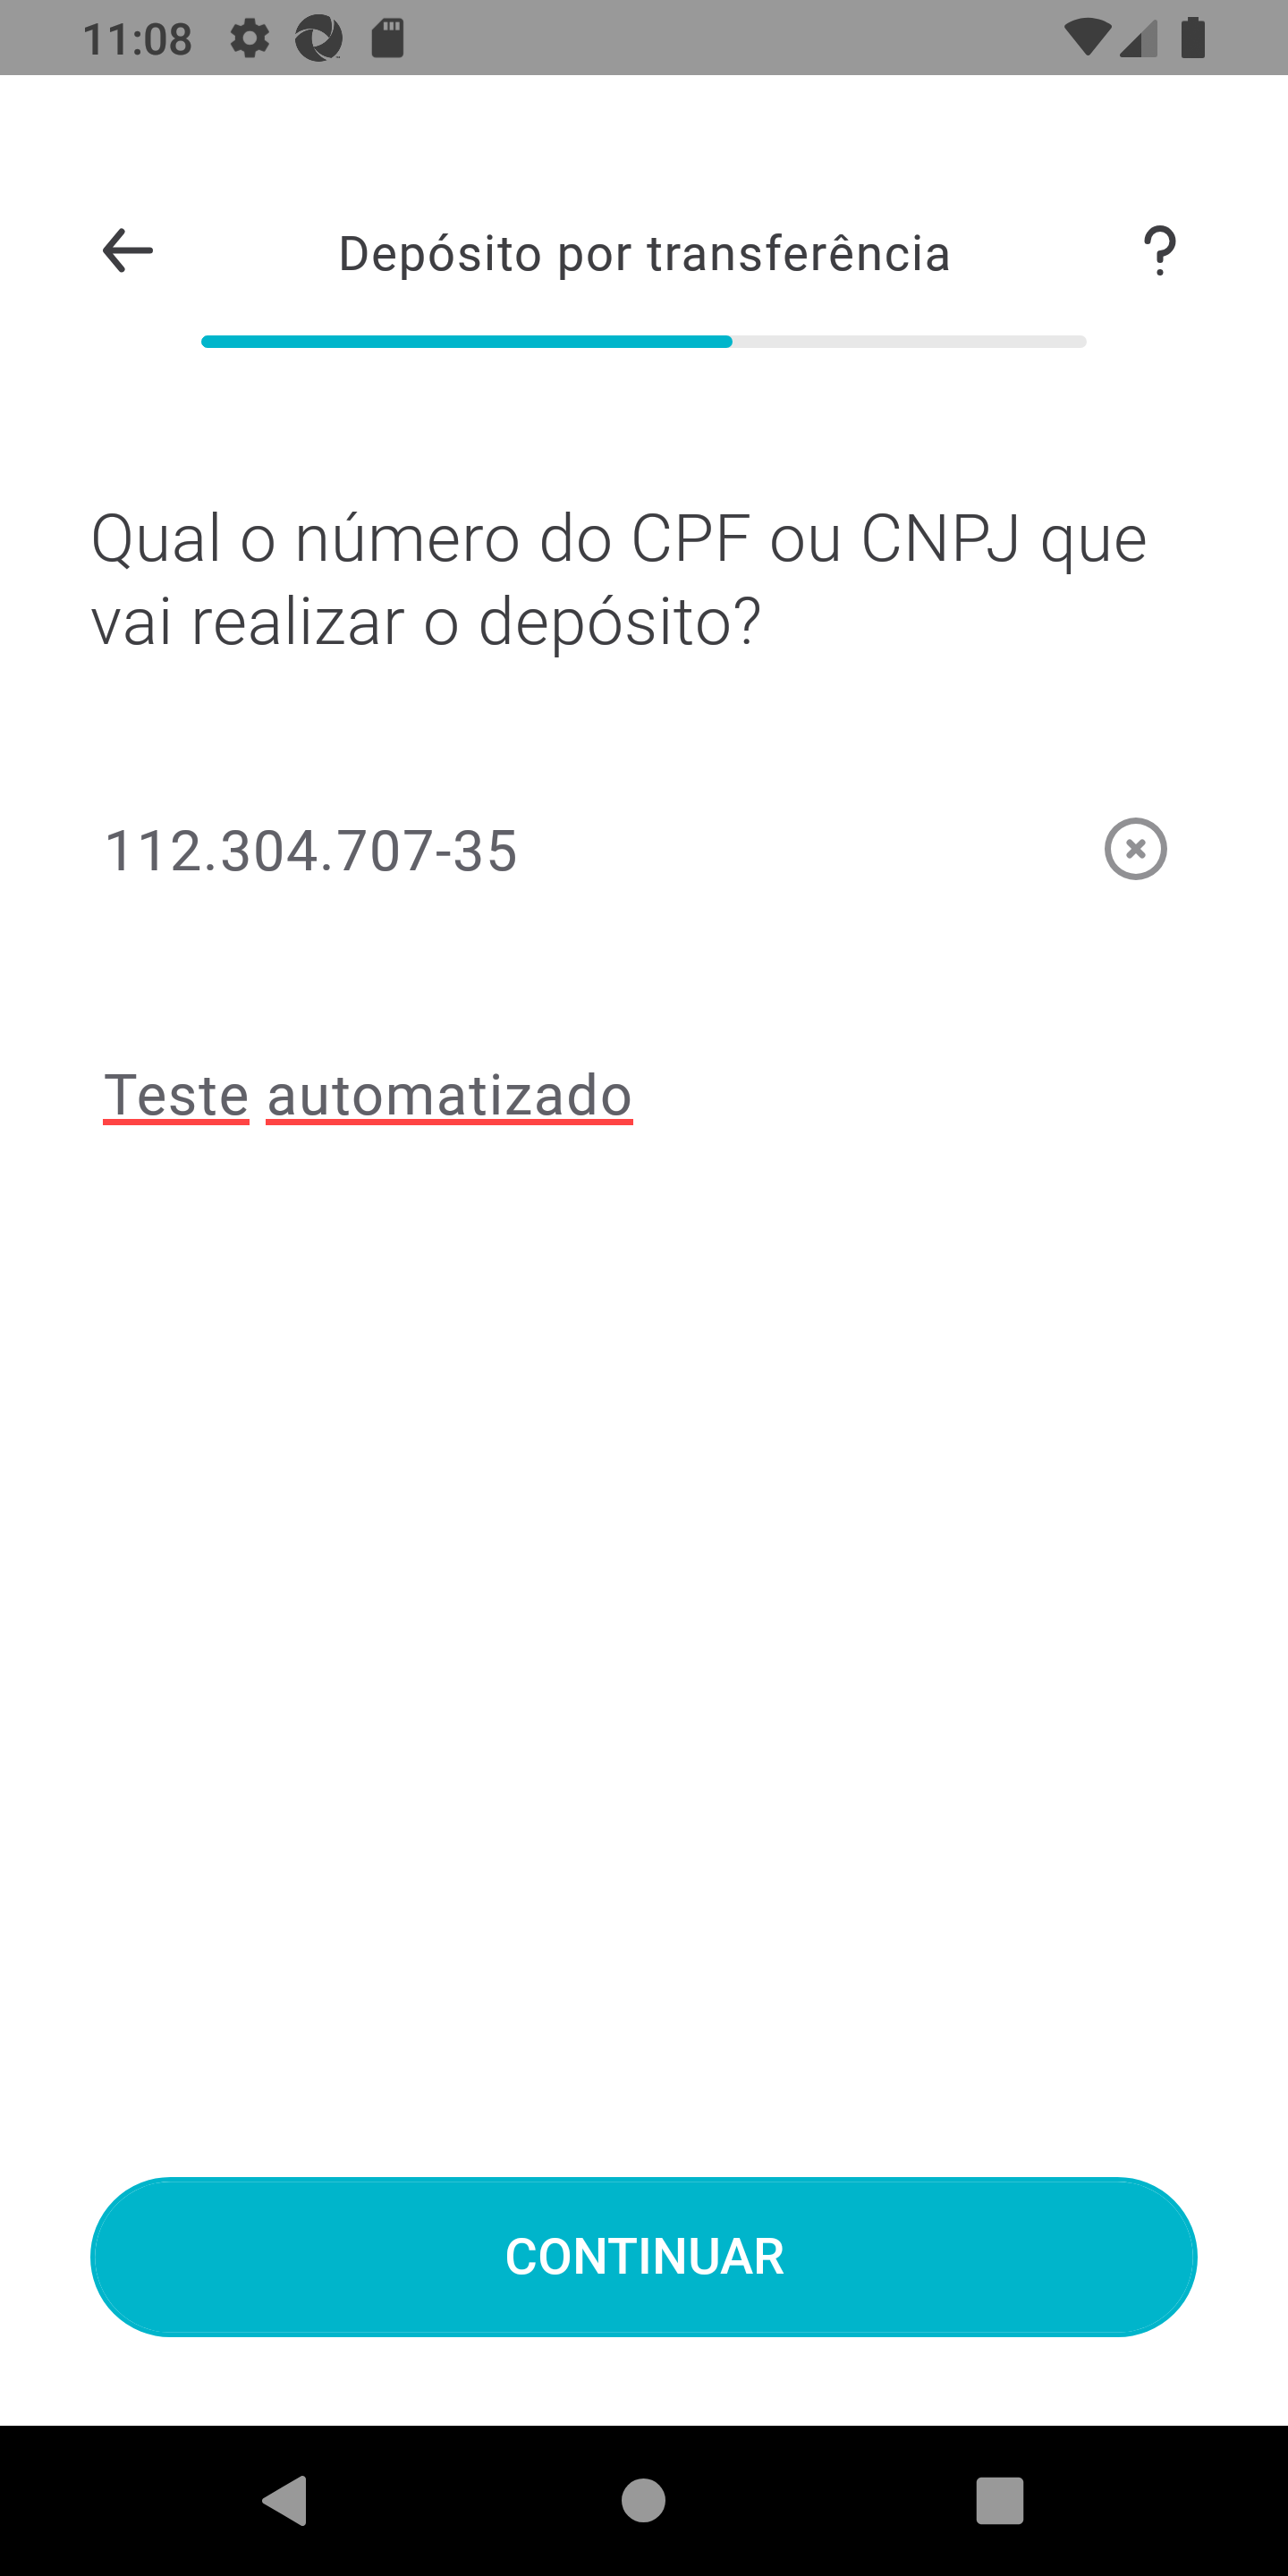 11:08
Depósito por transferência
Qual o número do CPF ou CNPJ que
vai realizar o depósito?
112.304.707-35
Teste automatizado
CONTINUAR